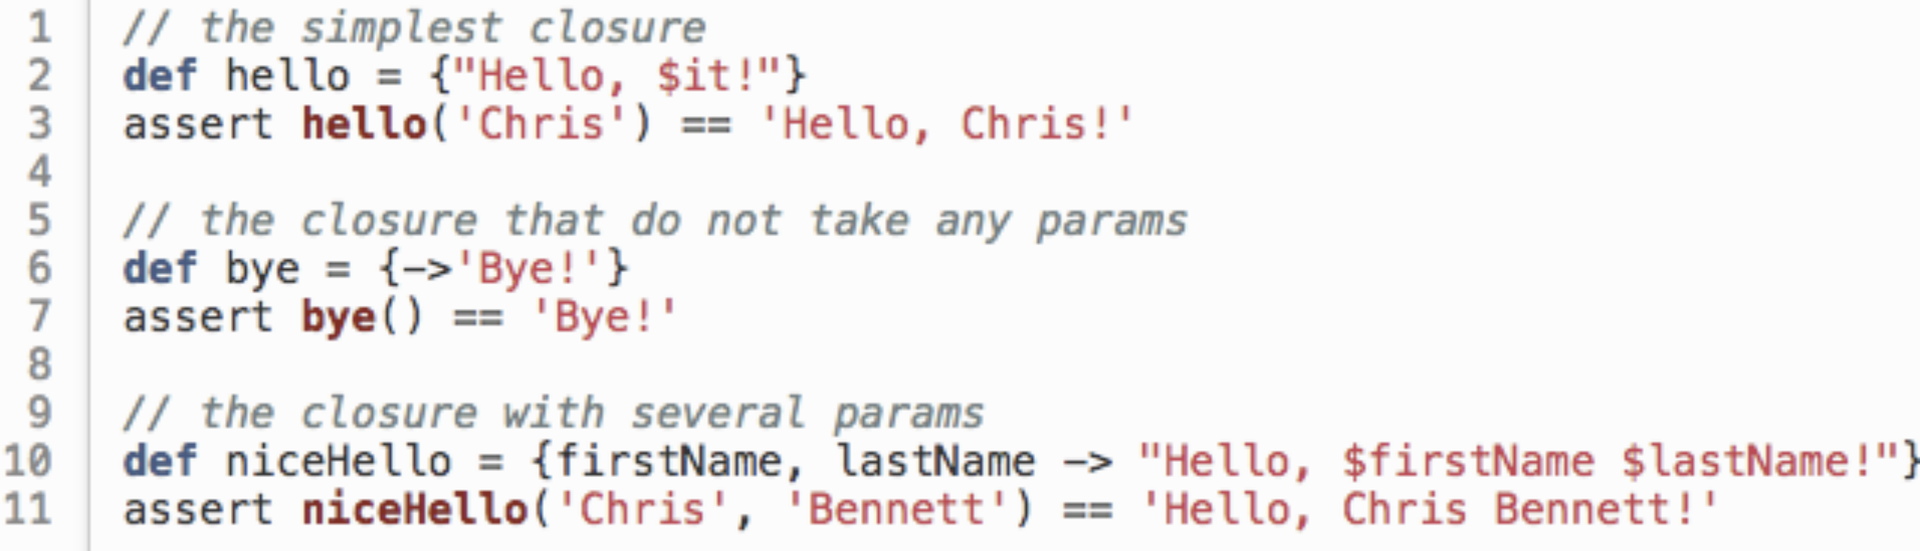 1 // the simplest closure
2 def hello = {"Hello, $it!"}
3 assert hello('Chris') == 'Hello, Chris!'
4
5 // the closure that do not take any params
6 def bye = {->'Bye!'}
7 assert bye() == 'Bye!'
8
9 // the closure with several params
10 def niceHello = {firstName, lastName -> "Hello, $firstName $lastName!"}
11 assert niceHello('Chris', 'Bennett') == 'Hello, Chris Bennett!'